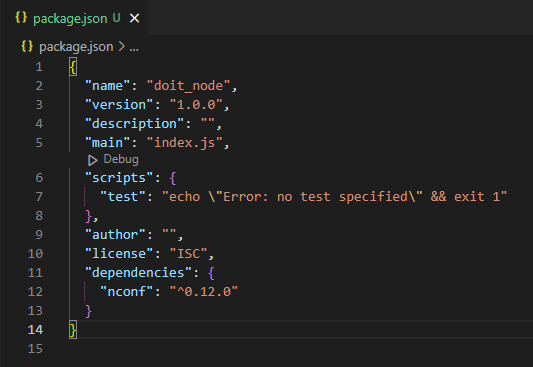 {} package.json U ×
{} package.json > ...
1 {
2 "name": "doit_node",
3 "version": "1.0.0",
4 "description": "",
5 "main": "index.js",
Debug
6 "scripts": {
7 "test": "echo \"Error: no test specified\" && exit 1"
8 },
9 "author": "",
10 "license": "ISC",
11 "dependencies": {
12 "nconf": "^0.12.0"
13 }
14 }
15